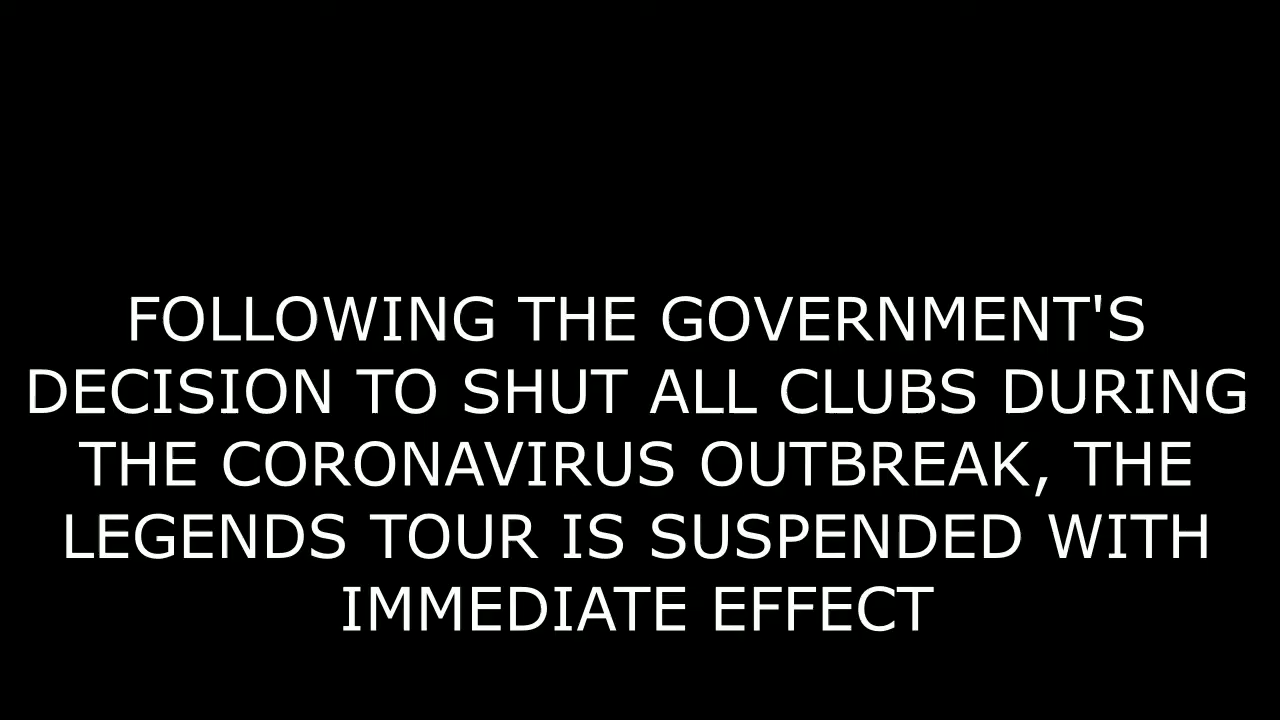 FOLLOWING THE GOVERNMENT'S
DECISION TO SHUT ALL CLUBS DURING
THE CORONAVIRUS OUTBREAK, THE
LEGENDS TOUR IS SUSPENDED WITH
IMMEDIATE EFFECT